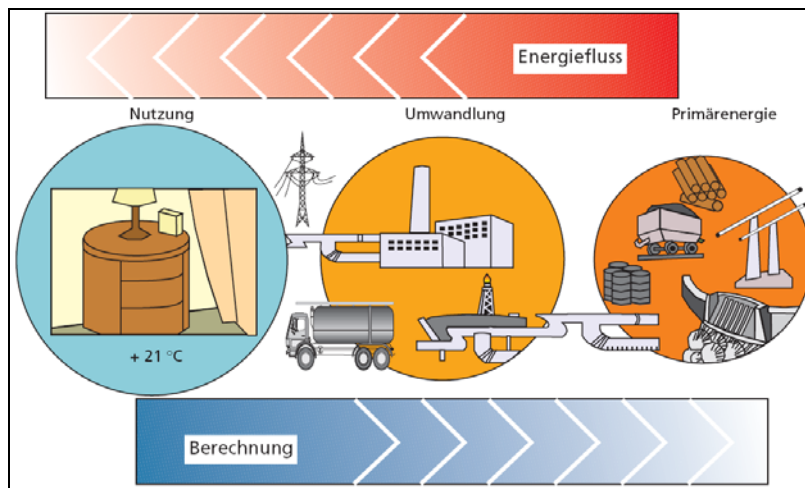 Energiefluss
Nutzung
Umwandlung
Primärenergie
+ 21 °C
Berechnung